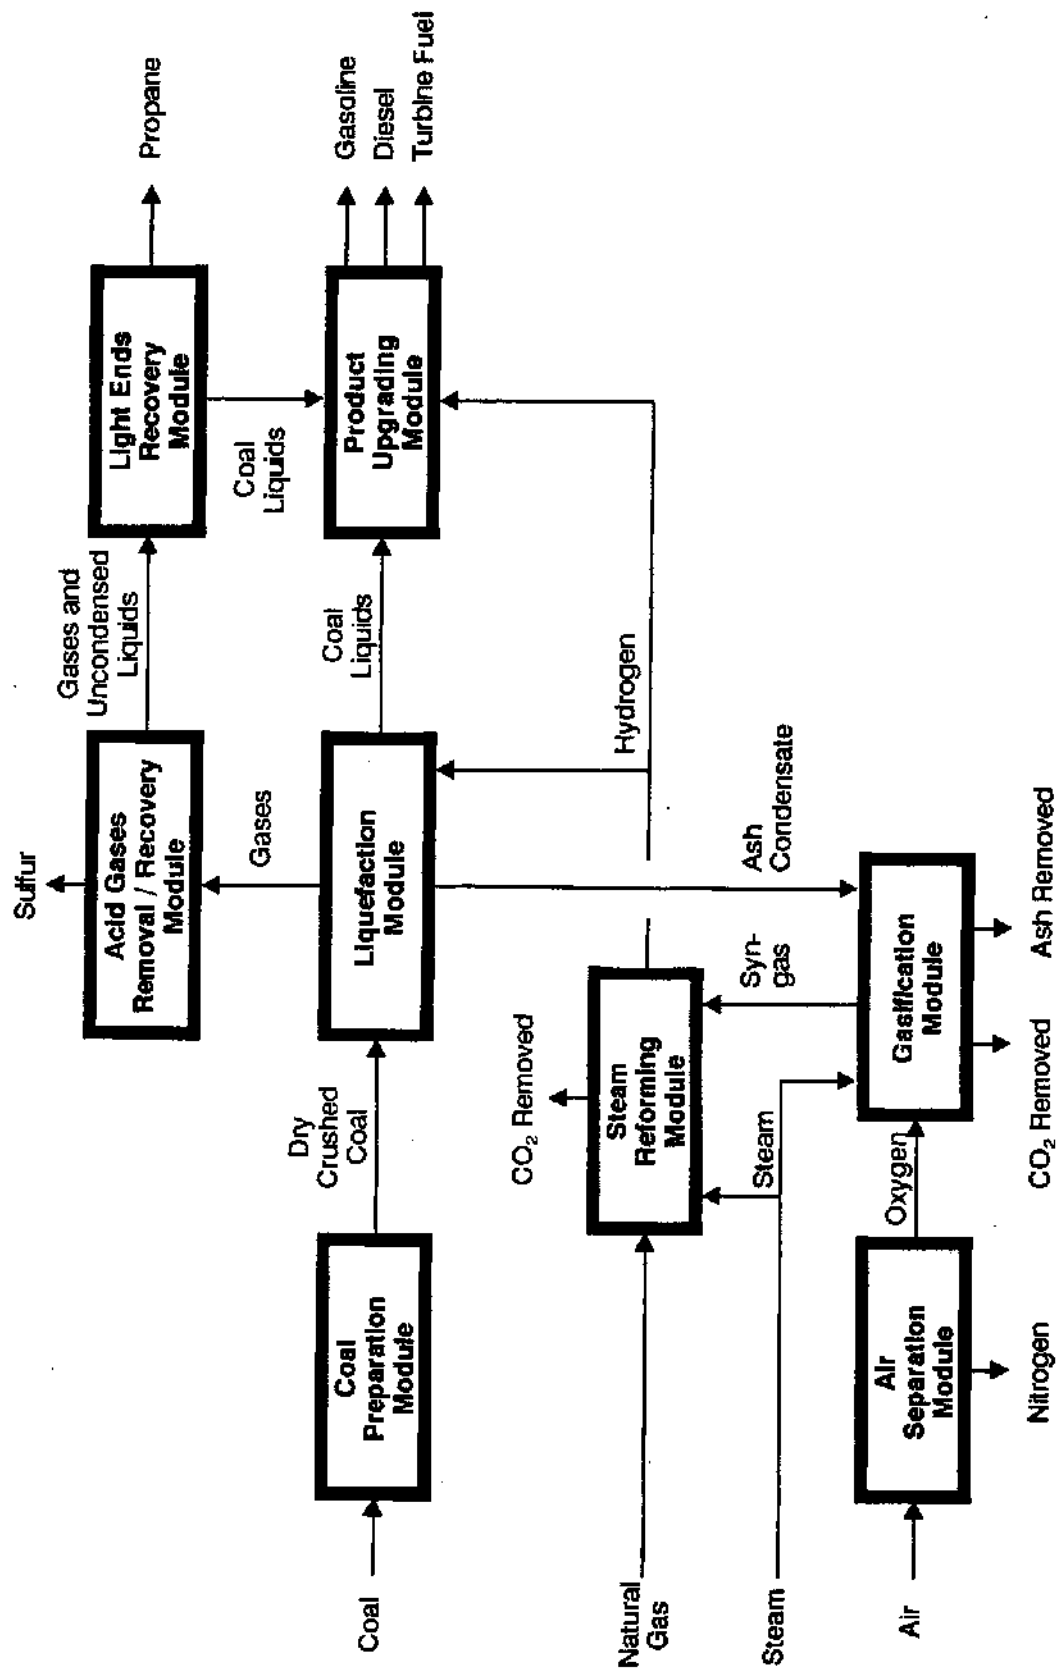 Sulfur
Acid Gases
Removal / Recovery
Module
Gases and
Uncondensed
Liquids
Light Ends
Recovery
Module
Propane
Gases
Coal
Liquids
Coal
Coal
Preparation
Module
Dry
Crushed
Coal
Liquefaction
Module
Coal
Liquids
Product
Upgrading
Module
Gasoline
Diesel
Turbine Fuel
CO₂ Removed
Natural
Gas
Steam
Reforming
Module
Hydrogen
Steam
Steam
Syn-
gas
Ash
Condensate
Air
Air
Separation
Module
Oxygen
Gasification
Module
Nitrogen
CO₂ Removed
Ash Removed